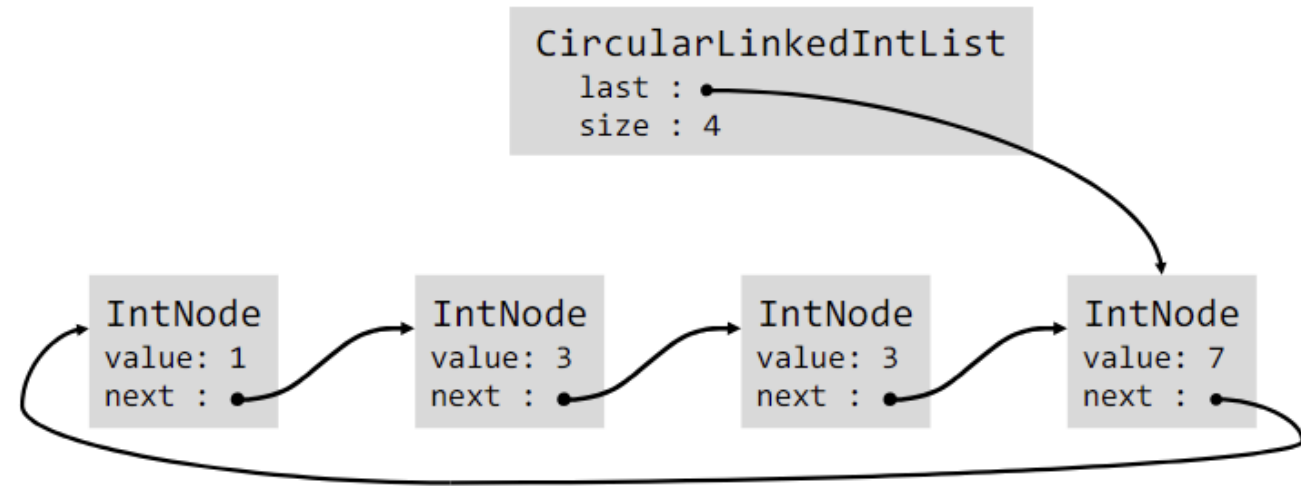 CircularLinkedIntList
last :
size : 4
IntNode
value: 1
next :
IntNode
value: 3
next :
IntNode
value: 3
next :
IntNode
value: 7
next :